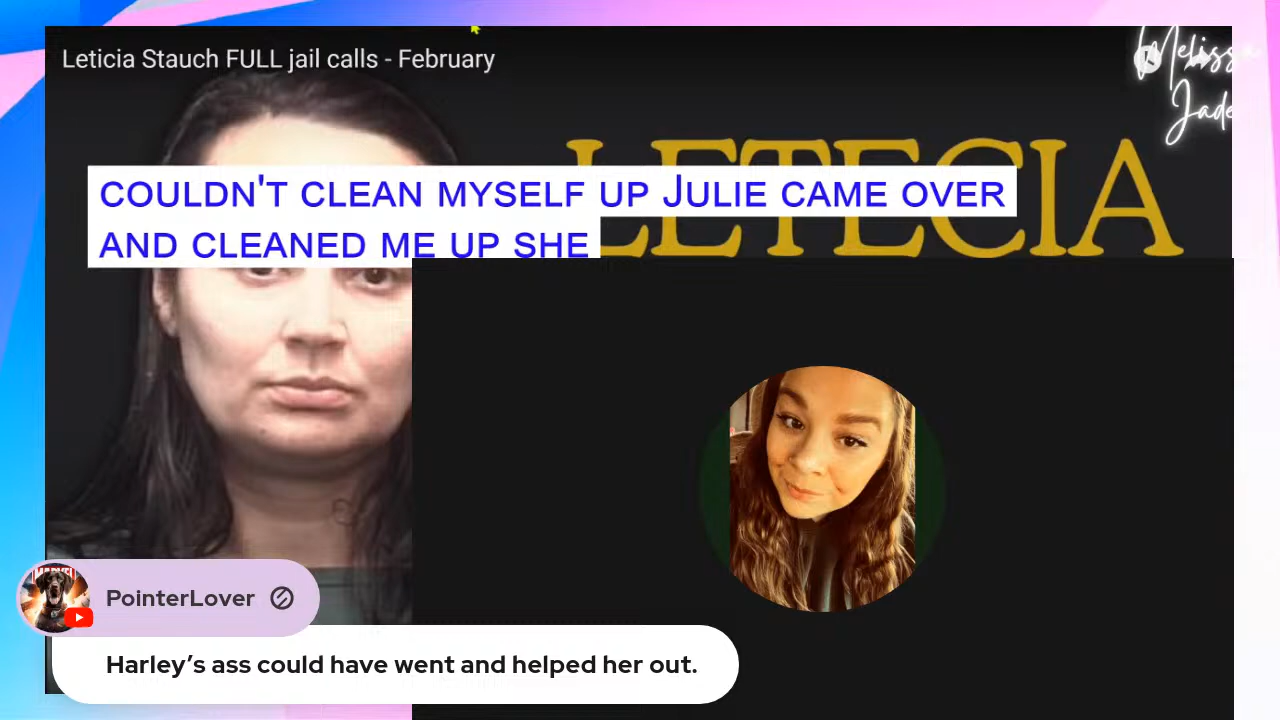 Leticia Stauch FULL jail calls - February
Melissa
Jade
LETECIA
COULDN'T CLEAN MYSELF UP JULIE CAME OVER
AND CLEANED ME UP SHE
PointerLover
Harley’s ass could have went and helped her out.